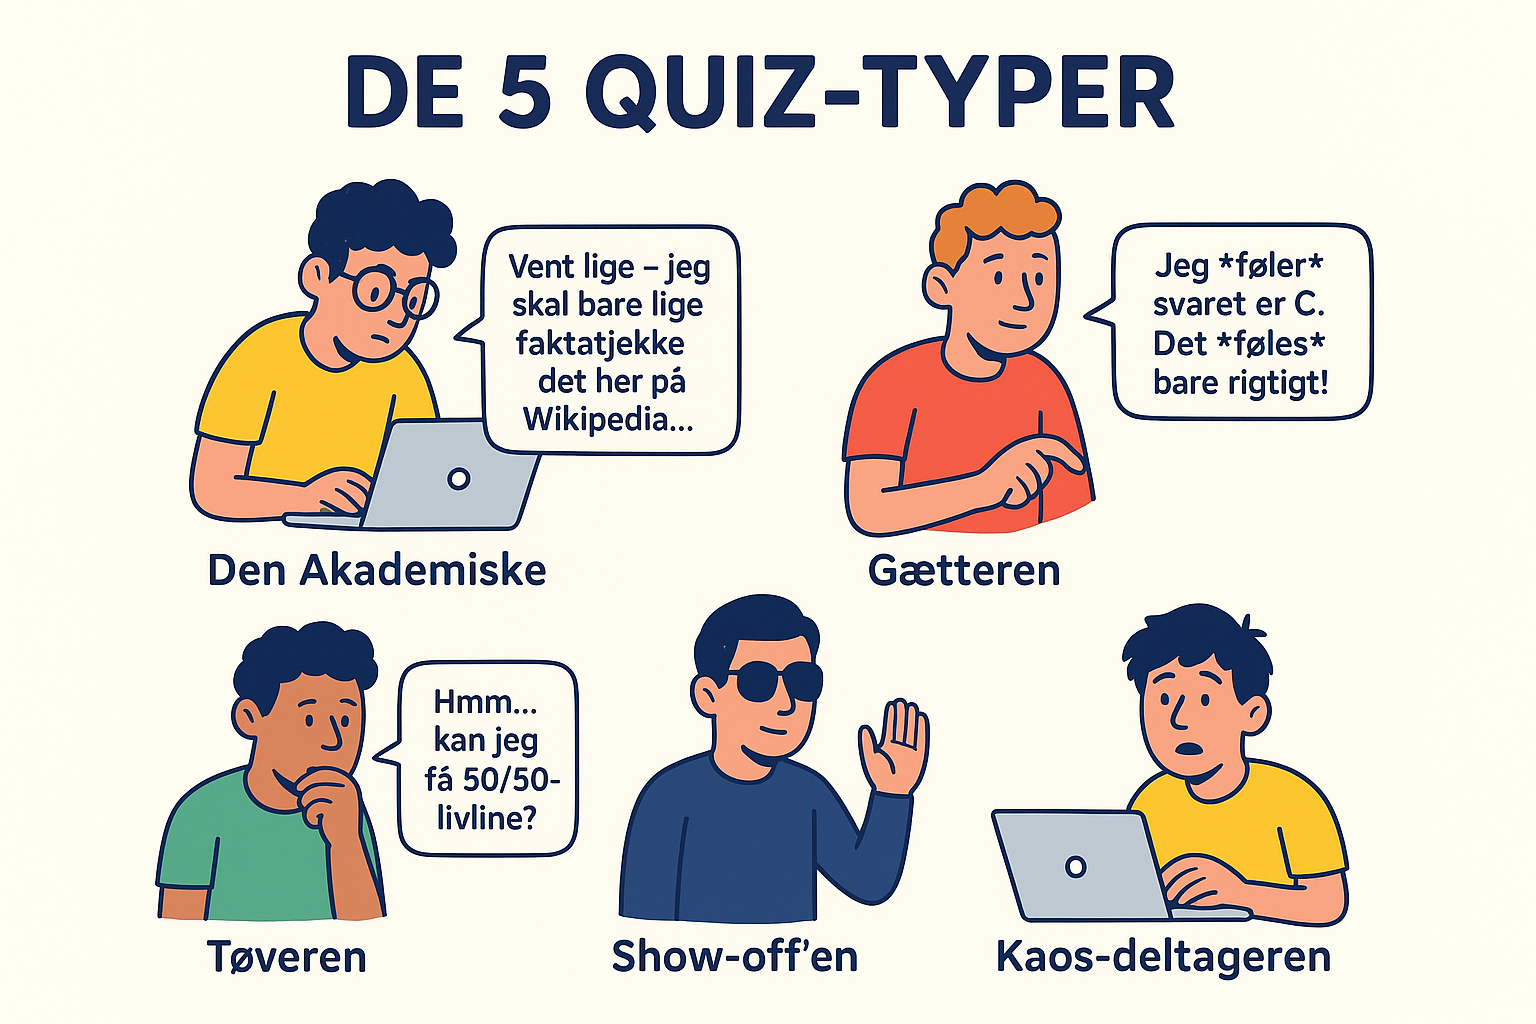 DE 5 QUIZ-TYPER
Vent lige – jeg
skal bare lige
faktatjekke
det her på
Wikipedia...
Den Akademiske
Jeg *føler*
svaret er C.
Det *føles*
bare rigtigt!
Gætteren
Hmm...
kan jeg
få 50/50-
livline?
Tøveren
Show-off'en
Kaos-deltageren